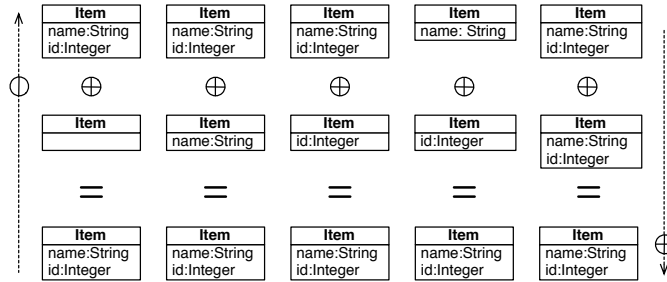 Item Item Item Item Item
name:String name:String name:String name: String name:String
id:Integer id:Integer id:Integer id:Integer
Item Item Item Item Item
name:String id:Integer id:Integer name:String
id:Integer
Item Item Item Item Item
name:String name:String name:String name:String name:String
id:Integer id:Integer id:Integer id:Integer id:Integer